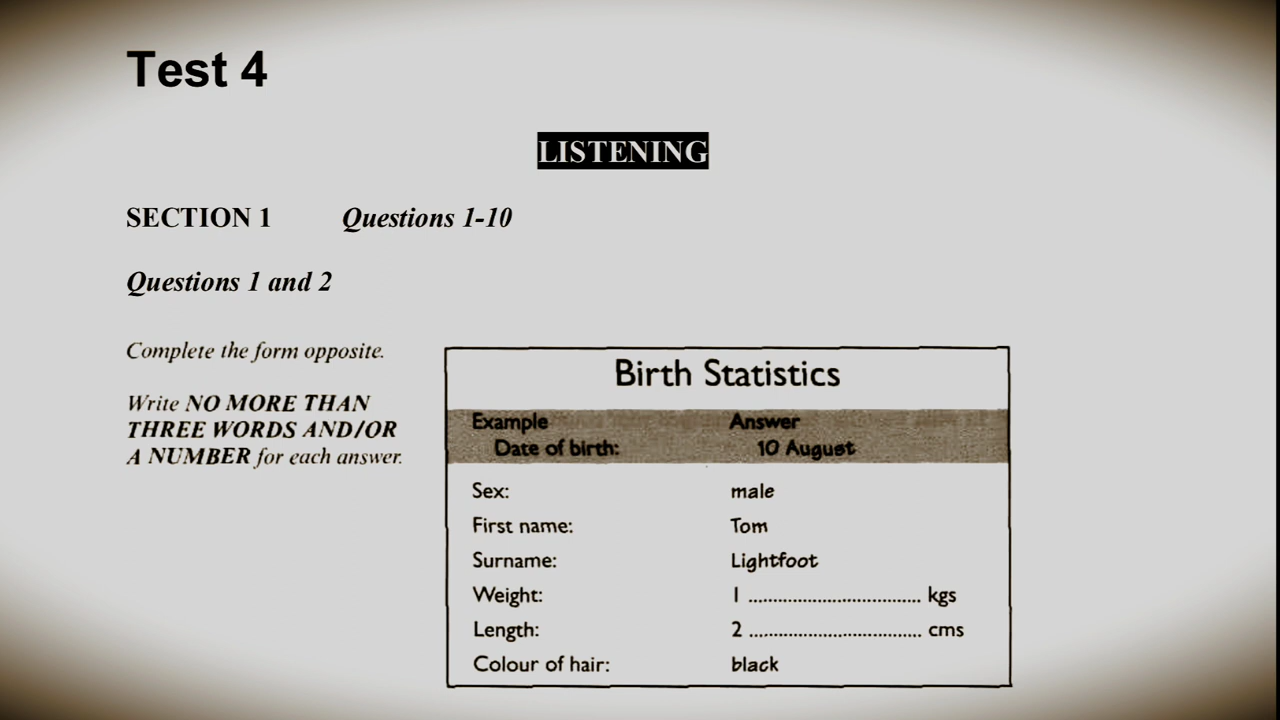 Test 4
LISTENING
SECTION 1 Questions 1-10
Questions 1 and 2
Complete the form opposite.
Write NO MORE THAN
THREE WORDS AND/OR
A NUMBER for each answer.
Birth Statistics
Example Answer
Date of birth: 10 August
Sex: male
First name: Tom
Surname: Lightfoot
Weight: 1 .................................. kgs
Length: 2 .................................. cms
Colour of hair: black